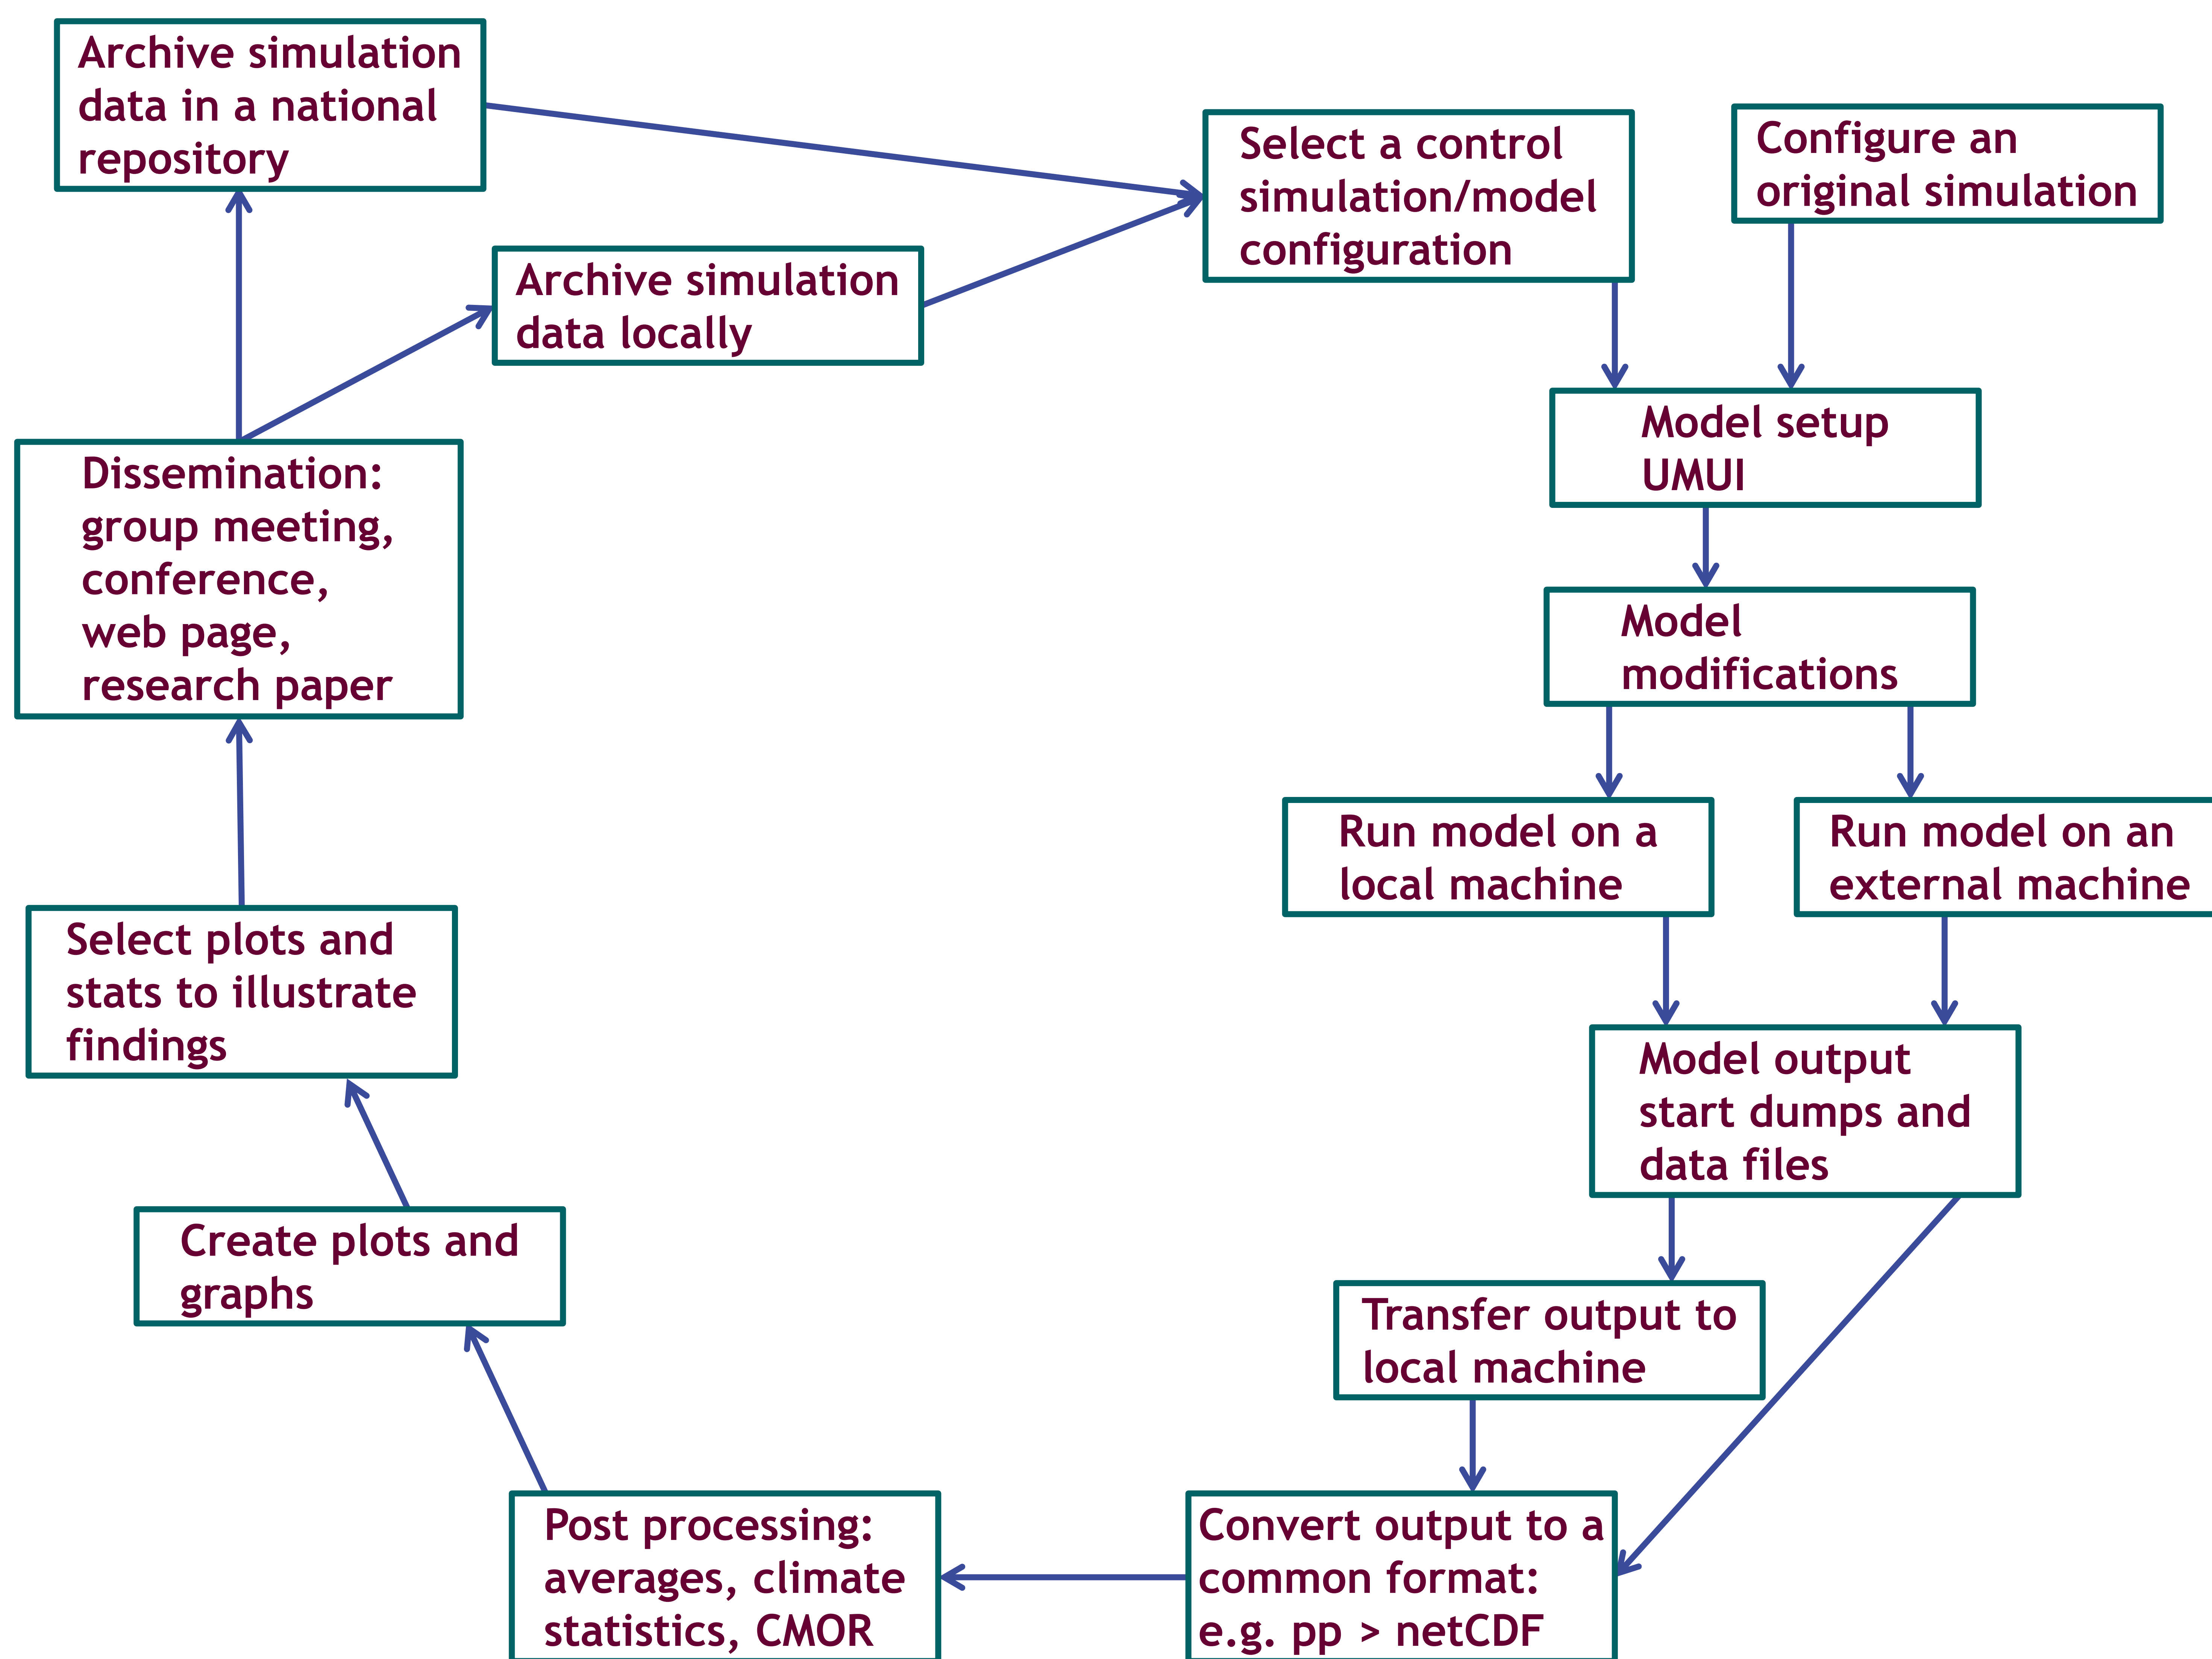 Archive simulation
data in a national
repository
Archive simulation
data locally
Select a control
simulation/model
configuration
Configure an
original simulation
Model setup
UMUI
Model
modifications
Run model on a
local machine
Run model on an
external machine
Model output
start dumps and
data files
Transfer output to
local machine
Convert output to a
common format:
e.g. pp > netCDF
Post processing:
averages, climate
statistics, CMOR
Create plots and
graphs
Select plots and
stats to illustrate
findings
Dissemination:
group meeting,
conference,
web page,
research paper